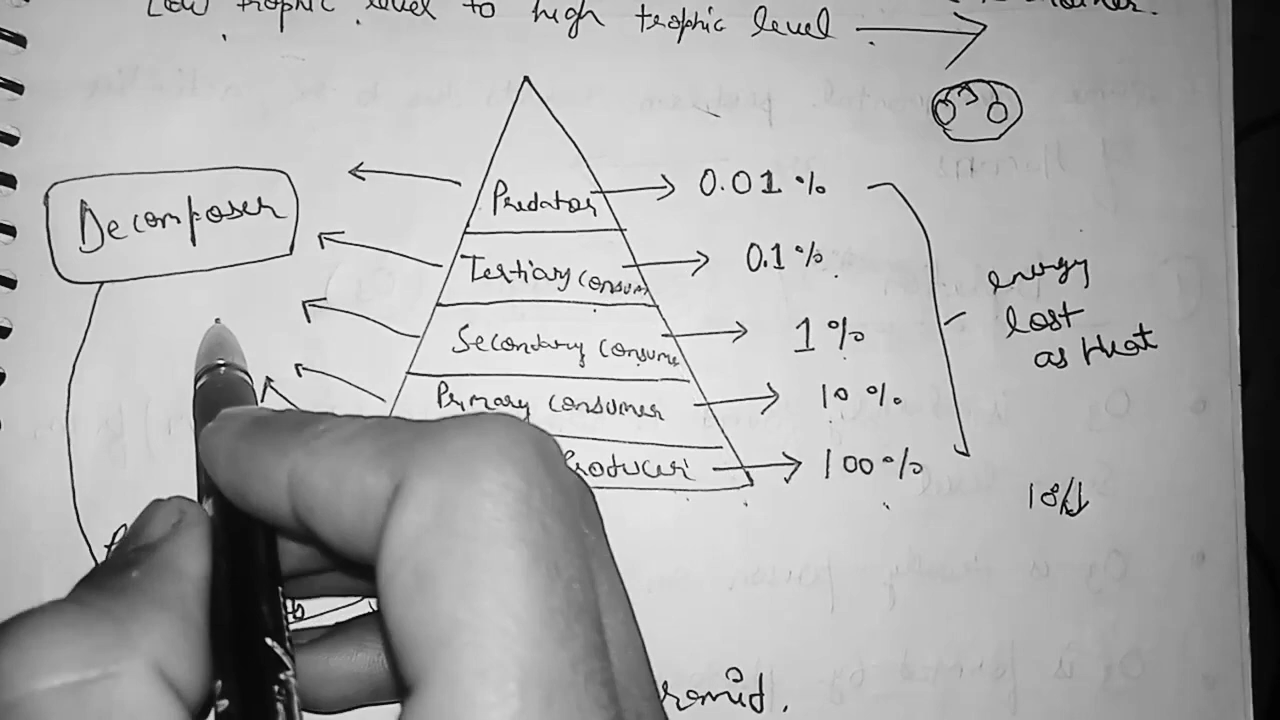 Low trophic level to high trophic level
Decomposer
Predator 0.01 %
Tertiary consum 0.1 %
Secondary consume 1 %
Primary consumer 10 %
Producer 100 %
energy
lost
as Heat